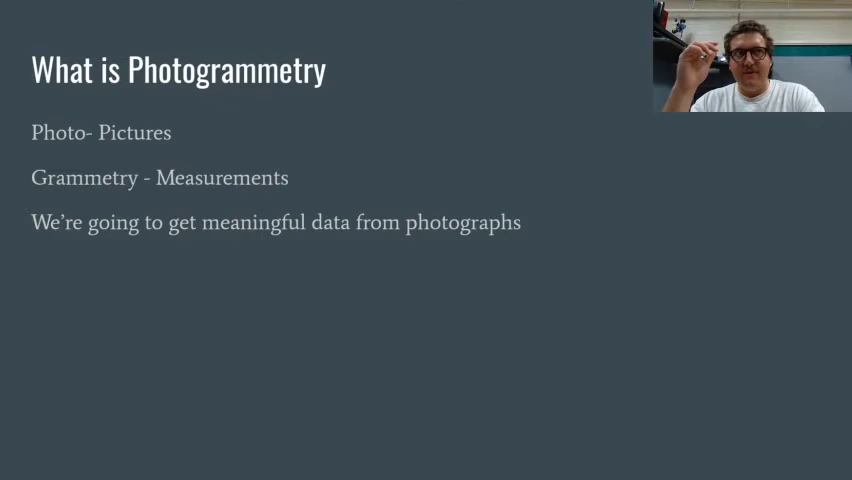 What is Photogrammetry
Photo- Pictures
Grammetry - Measurements
We’re going to get meaningful data from photographs